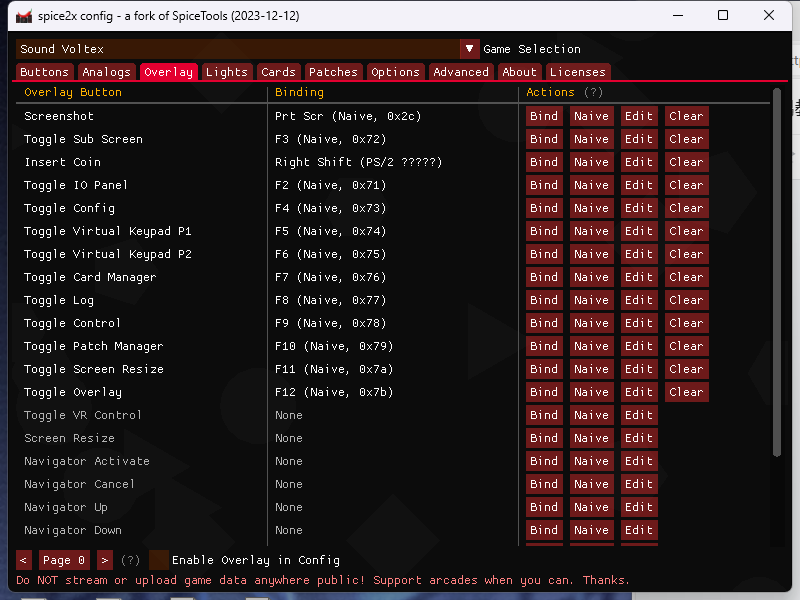 spice2x config - a fork of SpiceTools (2023-12-12)
Sound Voltex ▼ Game Selection
Buttons Analogs Overlay Lights Cards Patches Options Advanced About Licenses
Overlay Button Binding Actions (?)
Screenshot Prt Scr (Naive, 0x2c) Bind Naive Edit Clear
Toggle Sub Screen F3 (Naive, 0x72) Bind Naive Edit Clear
Insert Coin Right Shift (PS/2 ?????) Bind Naive Edit Clear
Toggle IO Panel F2 (Naive, 0x71) Bind Naive Edit Clear
Toggle Config F4 (Naive, 0x73) Bind Naive Edit Clear
Toggle Virtual Keypad P1 F5 (Naive, 0x74) Bind Naive Edit Clear
Toggle Virtual Keypad P2 F6 (Naive, 0x75) Bind Naive Edit Clear
Toggle Card Manager F7 (Naive, 0x76) Bind Naive Edit Clear
Toggle Log F8 (Naive, 0x77) Bind Naive Edit Clear
Toggle Control F9 (Naive, 0x78) Bind Naive Edit Clear
Toggle Patch Manager F10 (Naive, 0x79) Bind Naive Edit Clear
Toggle Screen Resize F11 (Naive, 0x7a) Bind Naive Edit Clear
Toggle Overlay F12 (Naive, 0x7b) Bind Naive Edit Clear
Toggle VR Control None Bind Naive Edit
Screen Resize None Bind Naive Edit
Navigator Activate None Bind Naive Edit
Navigator Cancel None Bind Naive Edit
Navigator Up None Bind Naive Edit
Navigator Down None Bind Naive Edit
< Page 0 > (?) Enable Overlay in Config
Do NOT stream or upload game data anywhere public! Support arcades when you can. Thanks.